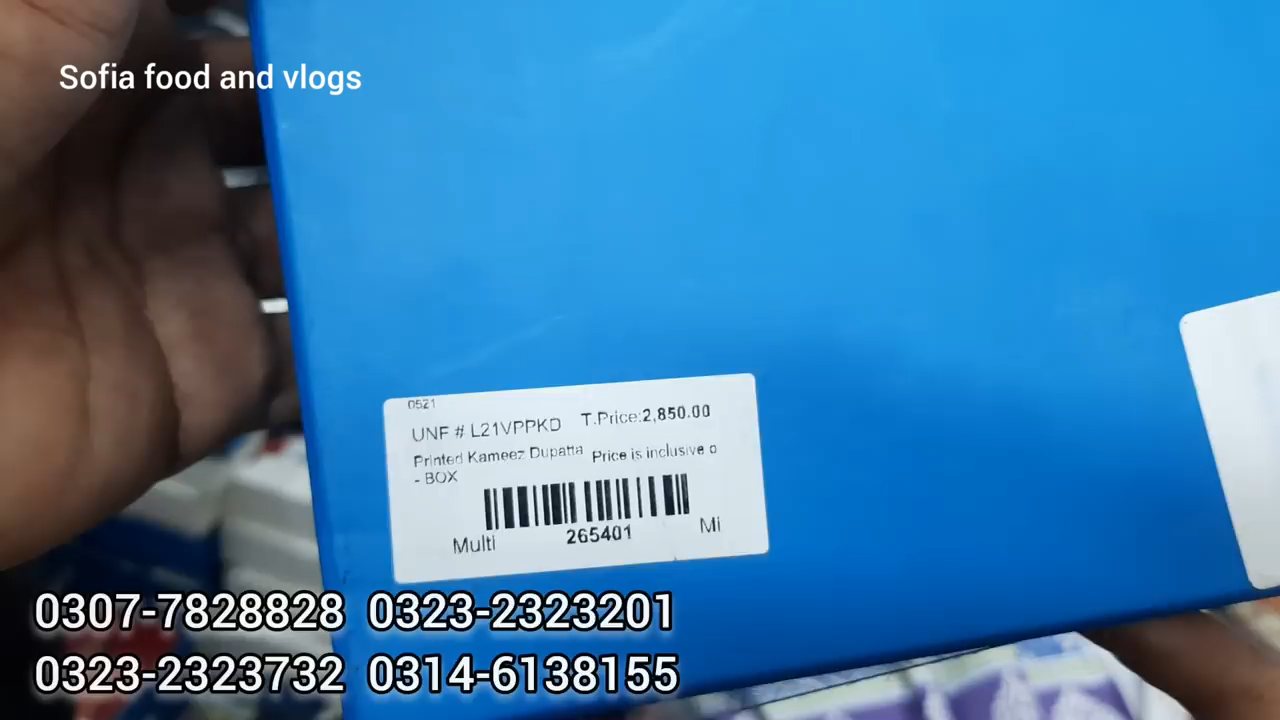 Sofia food and vlogs
0521
UNF # L21VPPKD T.Price:2,850.00
Printed Kameez Dupatta Price is inclusive o
- BOX
Multi 265401 Mi
0307-7828828 0323-2323201
0323-2323732 0314-6138155